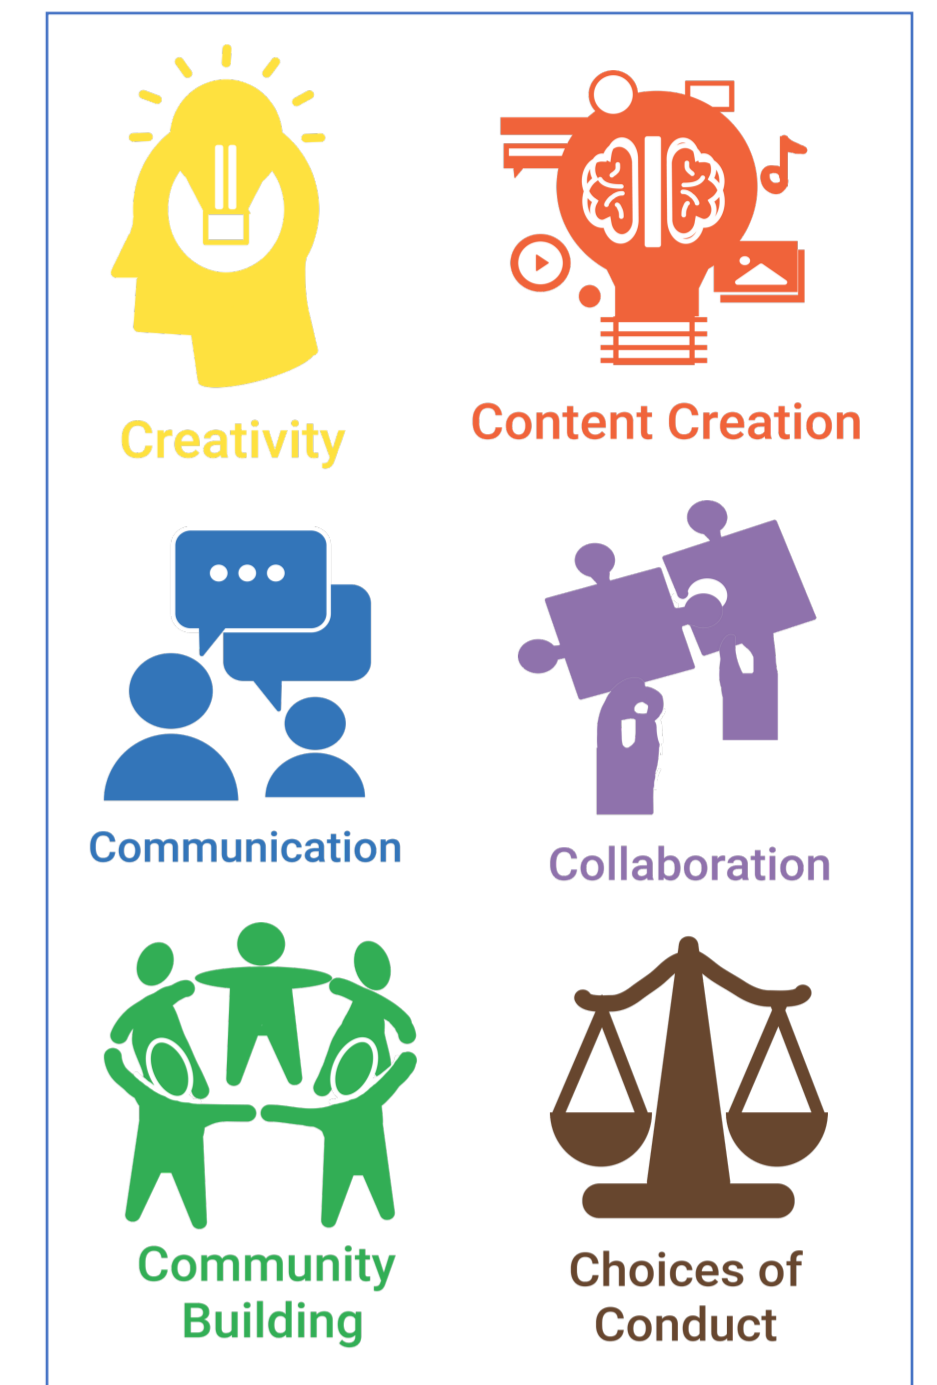 Creativity
Content Creation
Communication
Collaboration
Community
Building
Choices of
Conduct